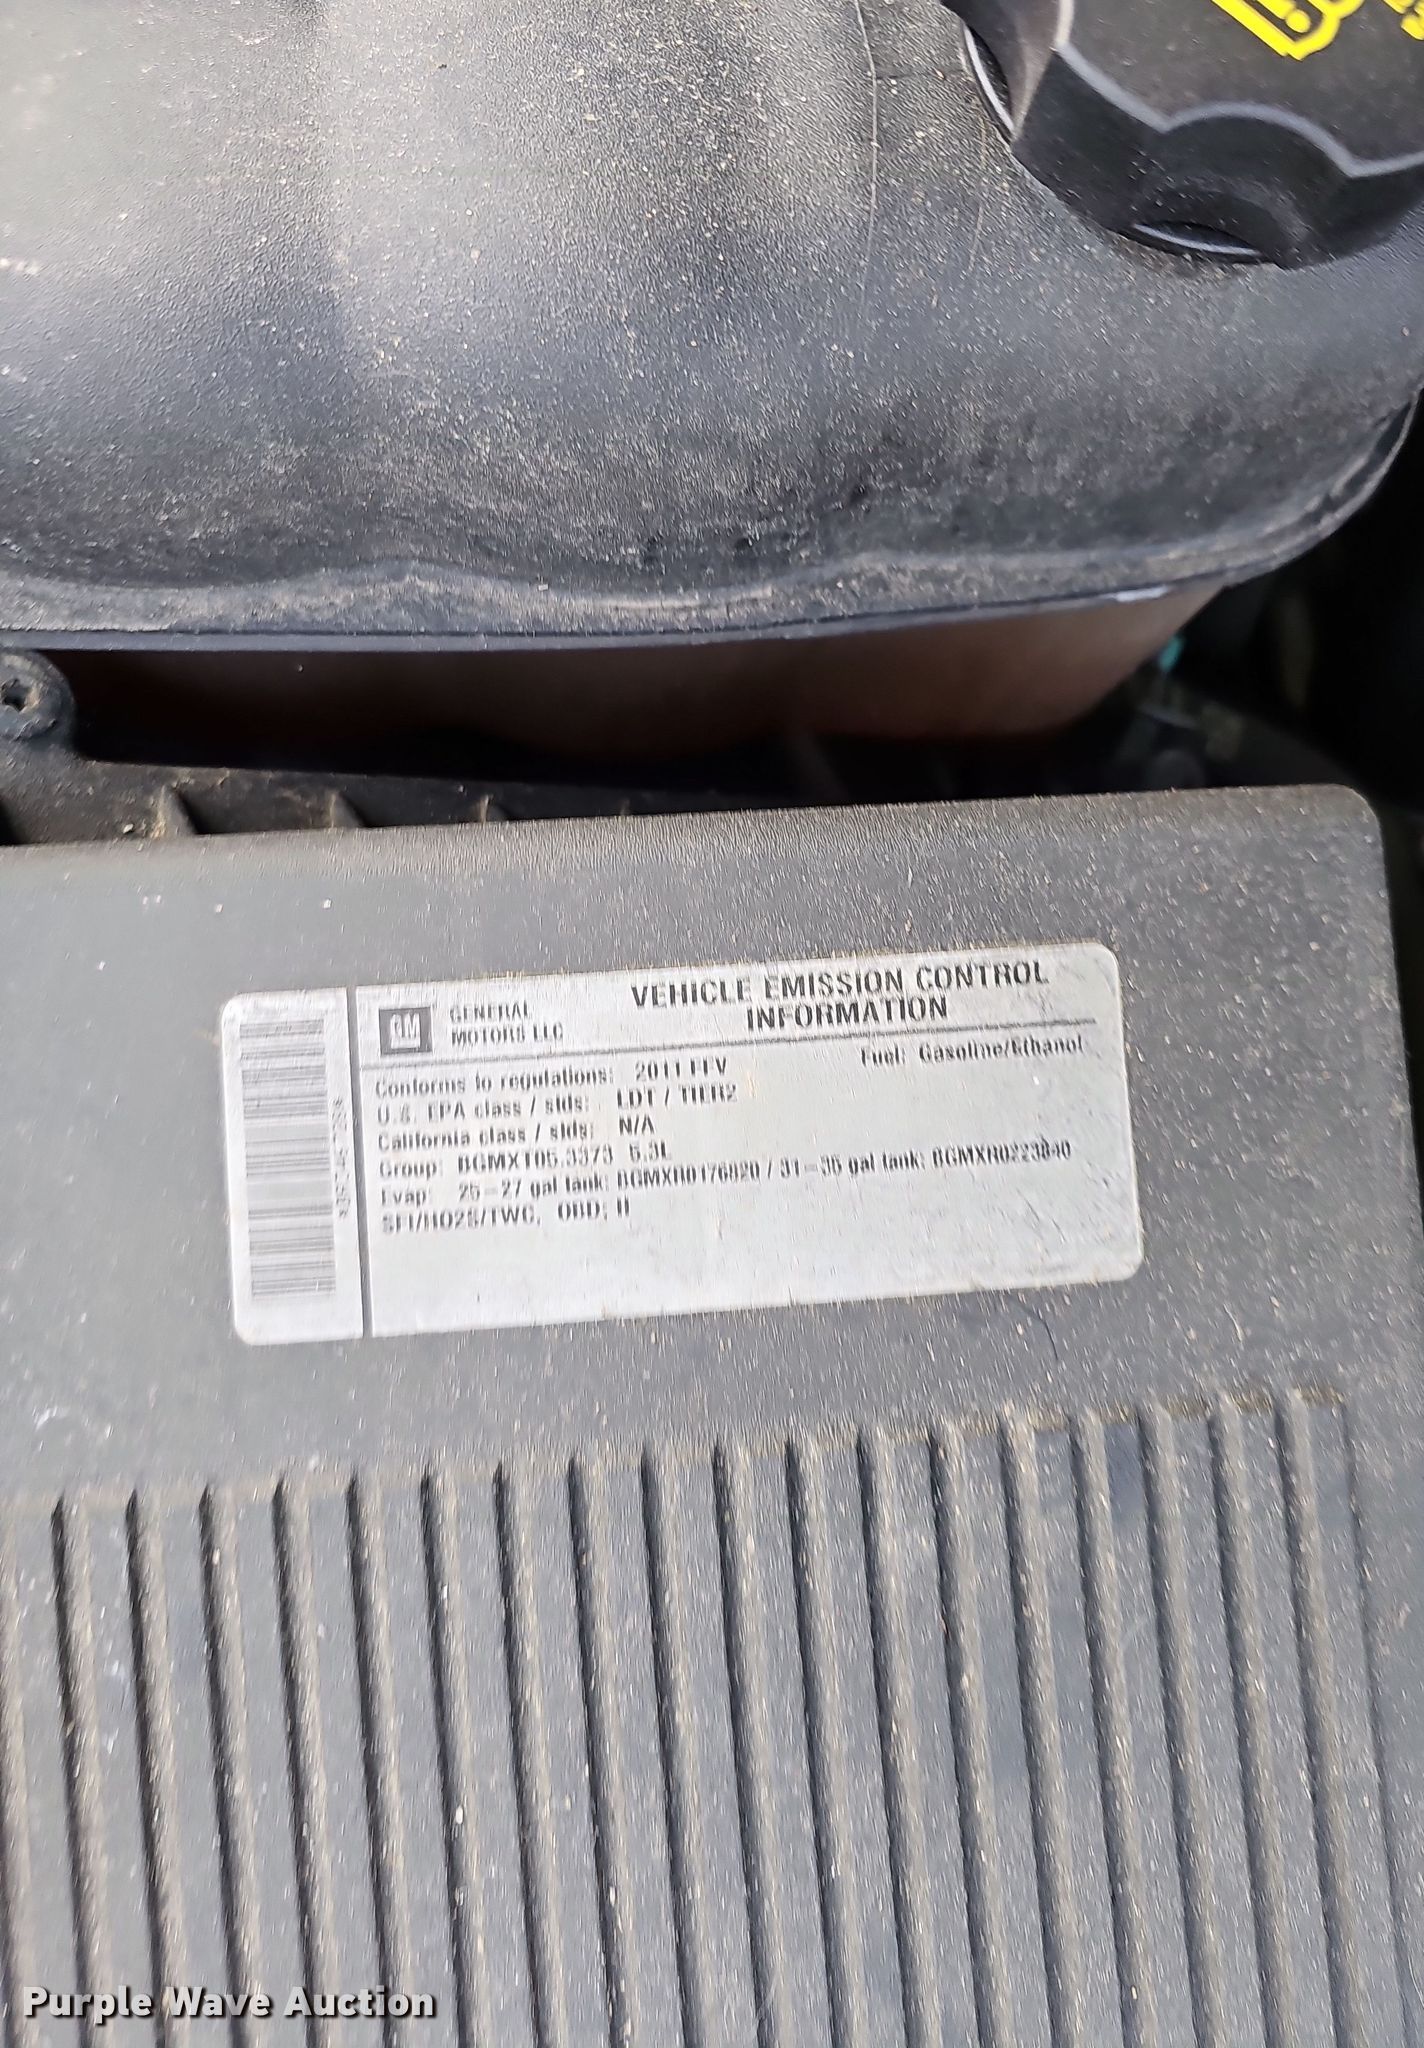 GM
GENERAL
MOTORS LLC
VEHICLE EMISSION CONTROL
INFORMATION
Conforms to regulations: 2011 FFV
Fuel: Gasoline/Ethanol
U.S. EPA class / stds: LDT / TIER2
California class / stds: N/A
Group: BGMXT05.3373 5.3L
Evap: 25-27 gal tank: BGMXR0176820 / 31-35 gal tank: BGMXR0223840
SFI/HO2S/TWC, OBD: II
Purple Wave Auction